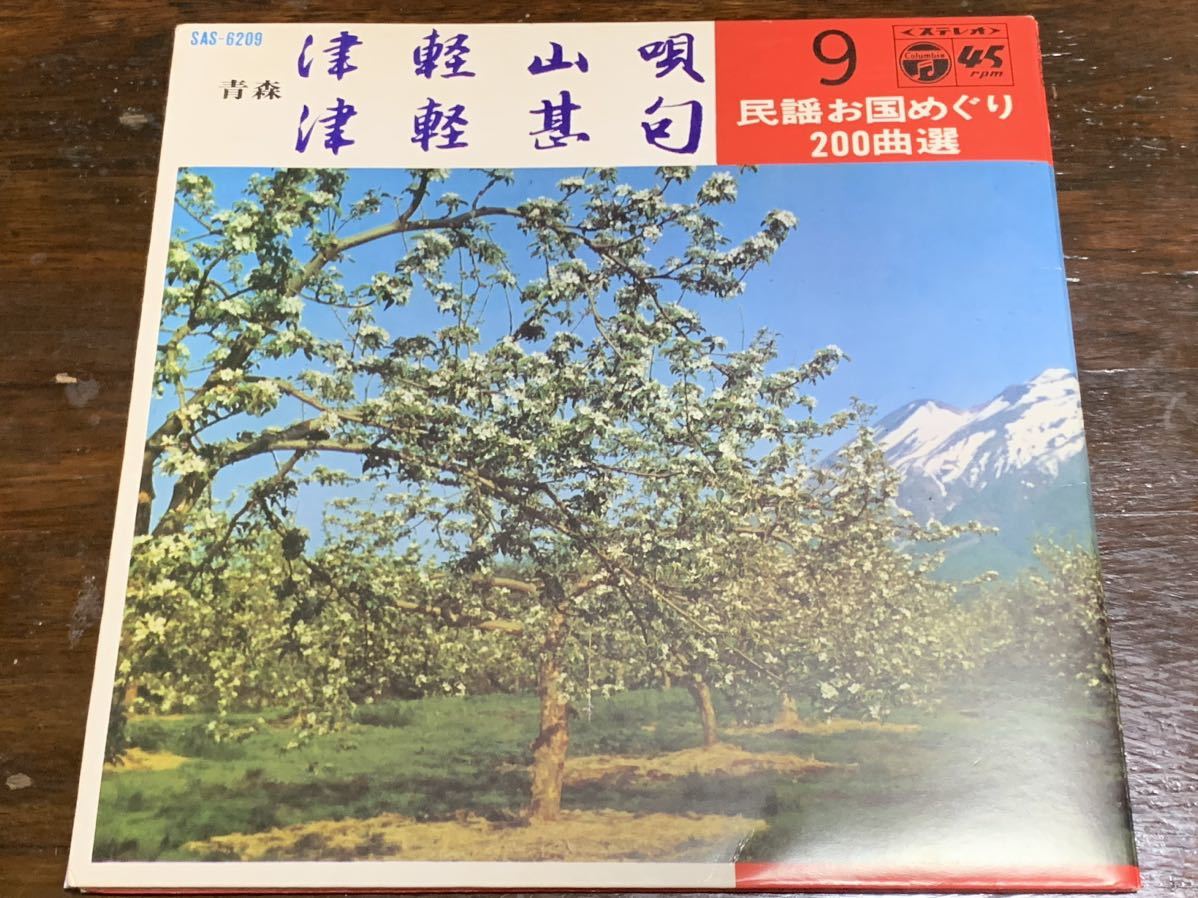 SAS-6209
青森
津軽山唄
津軽甚句
9
<ステレオ>
Columbia
45
rpm
民謡お国めぐり
200曲選